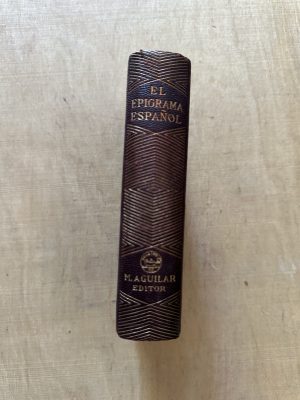 EL
EPIGRAMA
ESPAÑOL
M. AGUILAR
EDITOR